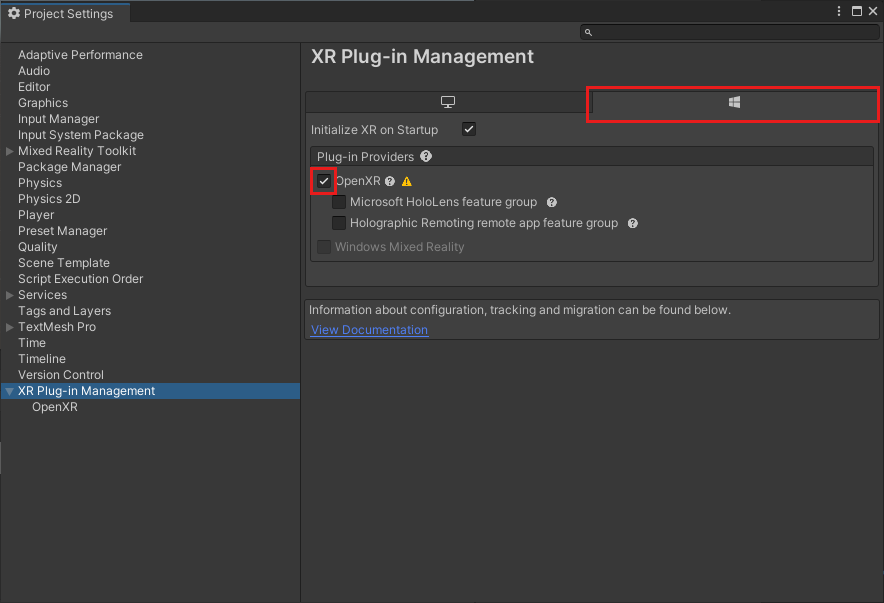 Project Settings
Adaptive Performance
Audio
Editor
Graphics
Input Manager
Input System Package
Mixed Reality Toolkit
Package Manager
Physics
Physics 2D
Player
Preset Manager
Quality
Scene Template
Script Execution Order
Services
Tags and Layers
TextMesh Pro
Time
Timeline
Version Control
XR Plug-in Management
OpenXR
XR Plug-in Management
Initialize XR on Startup
Plug-in Providers
OpenXR
Microsoft HoloLens feature group
Holographic Remoting remote app feature group
Windows Mixed Reality
Information about configuration, tracking and migration can be found below.
View Documentation